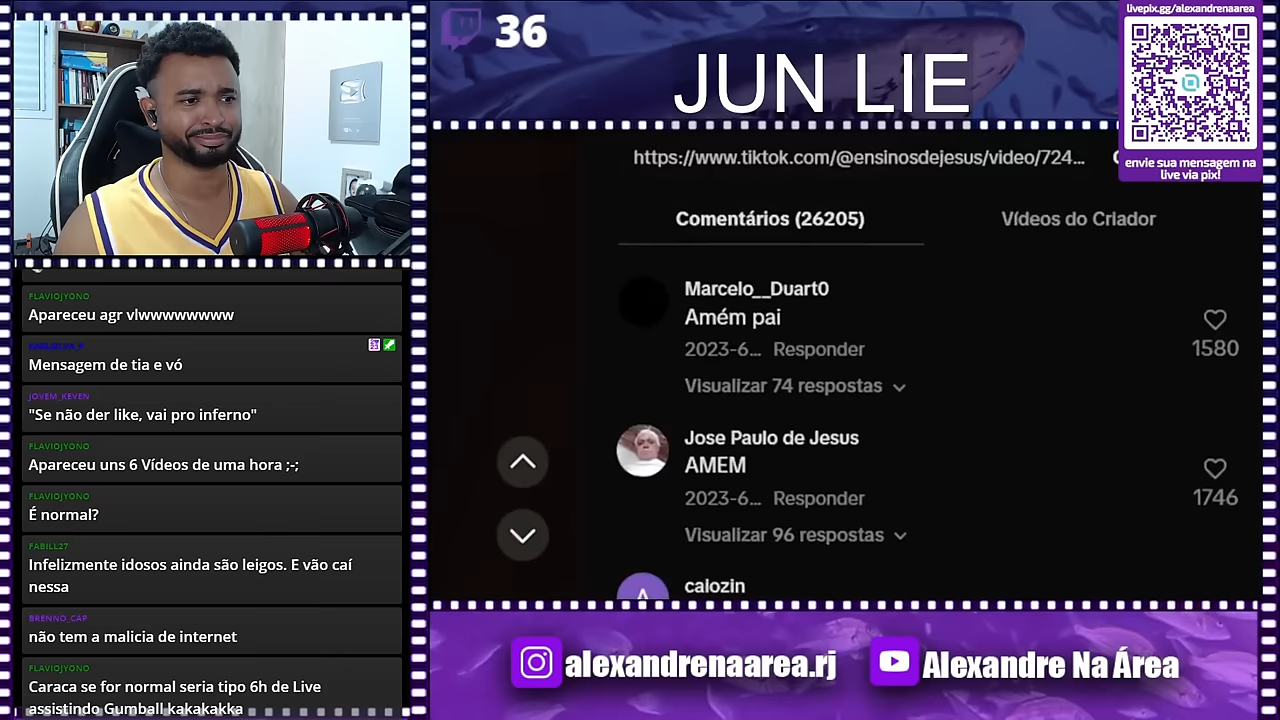 36
JUN LIE
livepix.gg/alexandrenaarea
envie sua mensagem na
live via pix!
https://www.tiktok.com/@ensinosdejesus/video/724...
Comentários (26205)
Vídeos do Criador
Marcelo__Duart0
Amém pai
2023-6... Responder
1580
Visualizar 74 respostas
Jose Paulo de Jesus
AMEM
2023-6... Responder
1746
Visualizar 96 respostas
A
calozin
FLAVIOJYONO
Apareceu agr vlwwwwwwww
Mensagem de tia e vó
JOVEM_KEVEN
"Se não der like, vai pro inferno"
FLAVIOJYONO
Apareceu uns 6 Vídeos de uma hora ;-;
FLAVIOJYONO
É normal?
FABILL27
Infelizmente idosos ainda são leigos. E vão caí
nessa
BRENNO_CAP
não tem a malicia de internet
FLAVIOJYONO
Caraca se for normal seria tipo 6h de Live
assistindo Gumball kakakakka
alexandrenaarea.rj
Alexandre Na Área